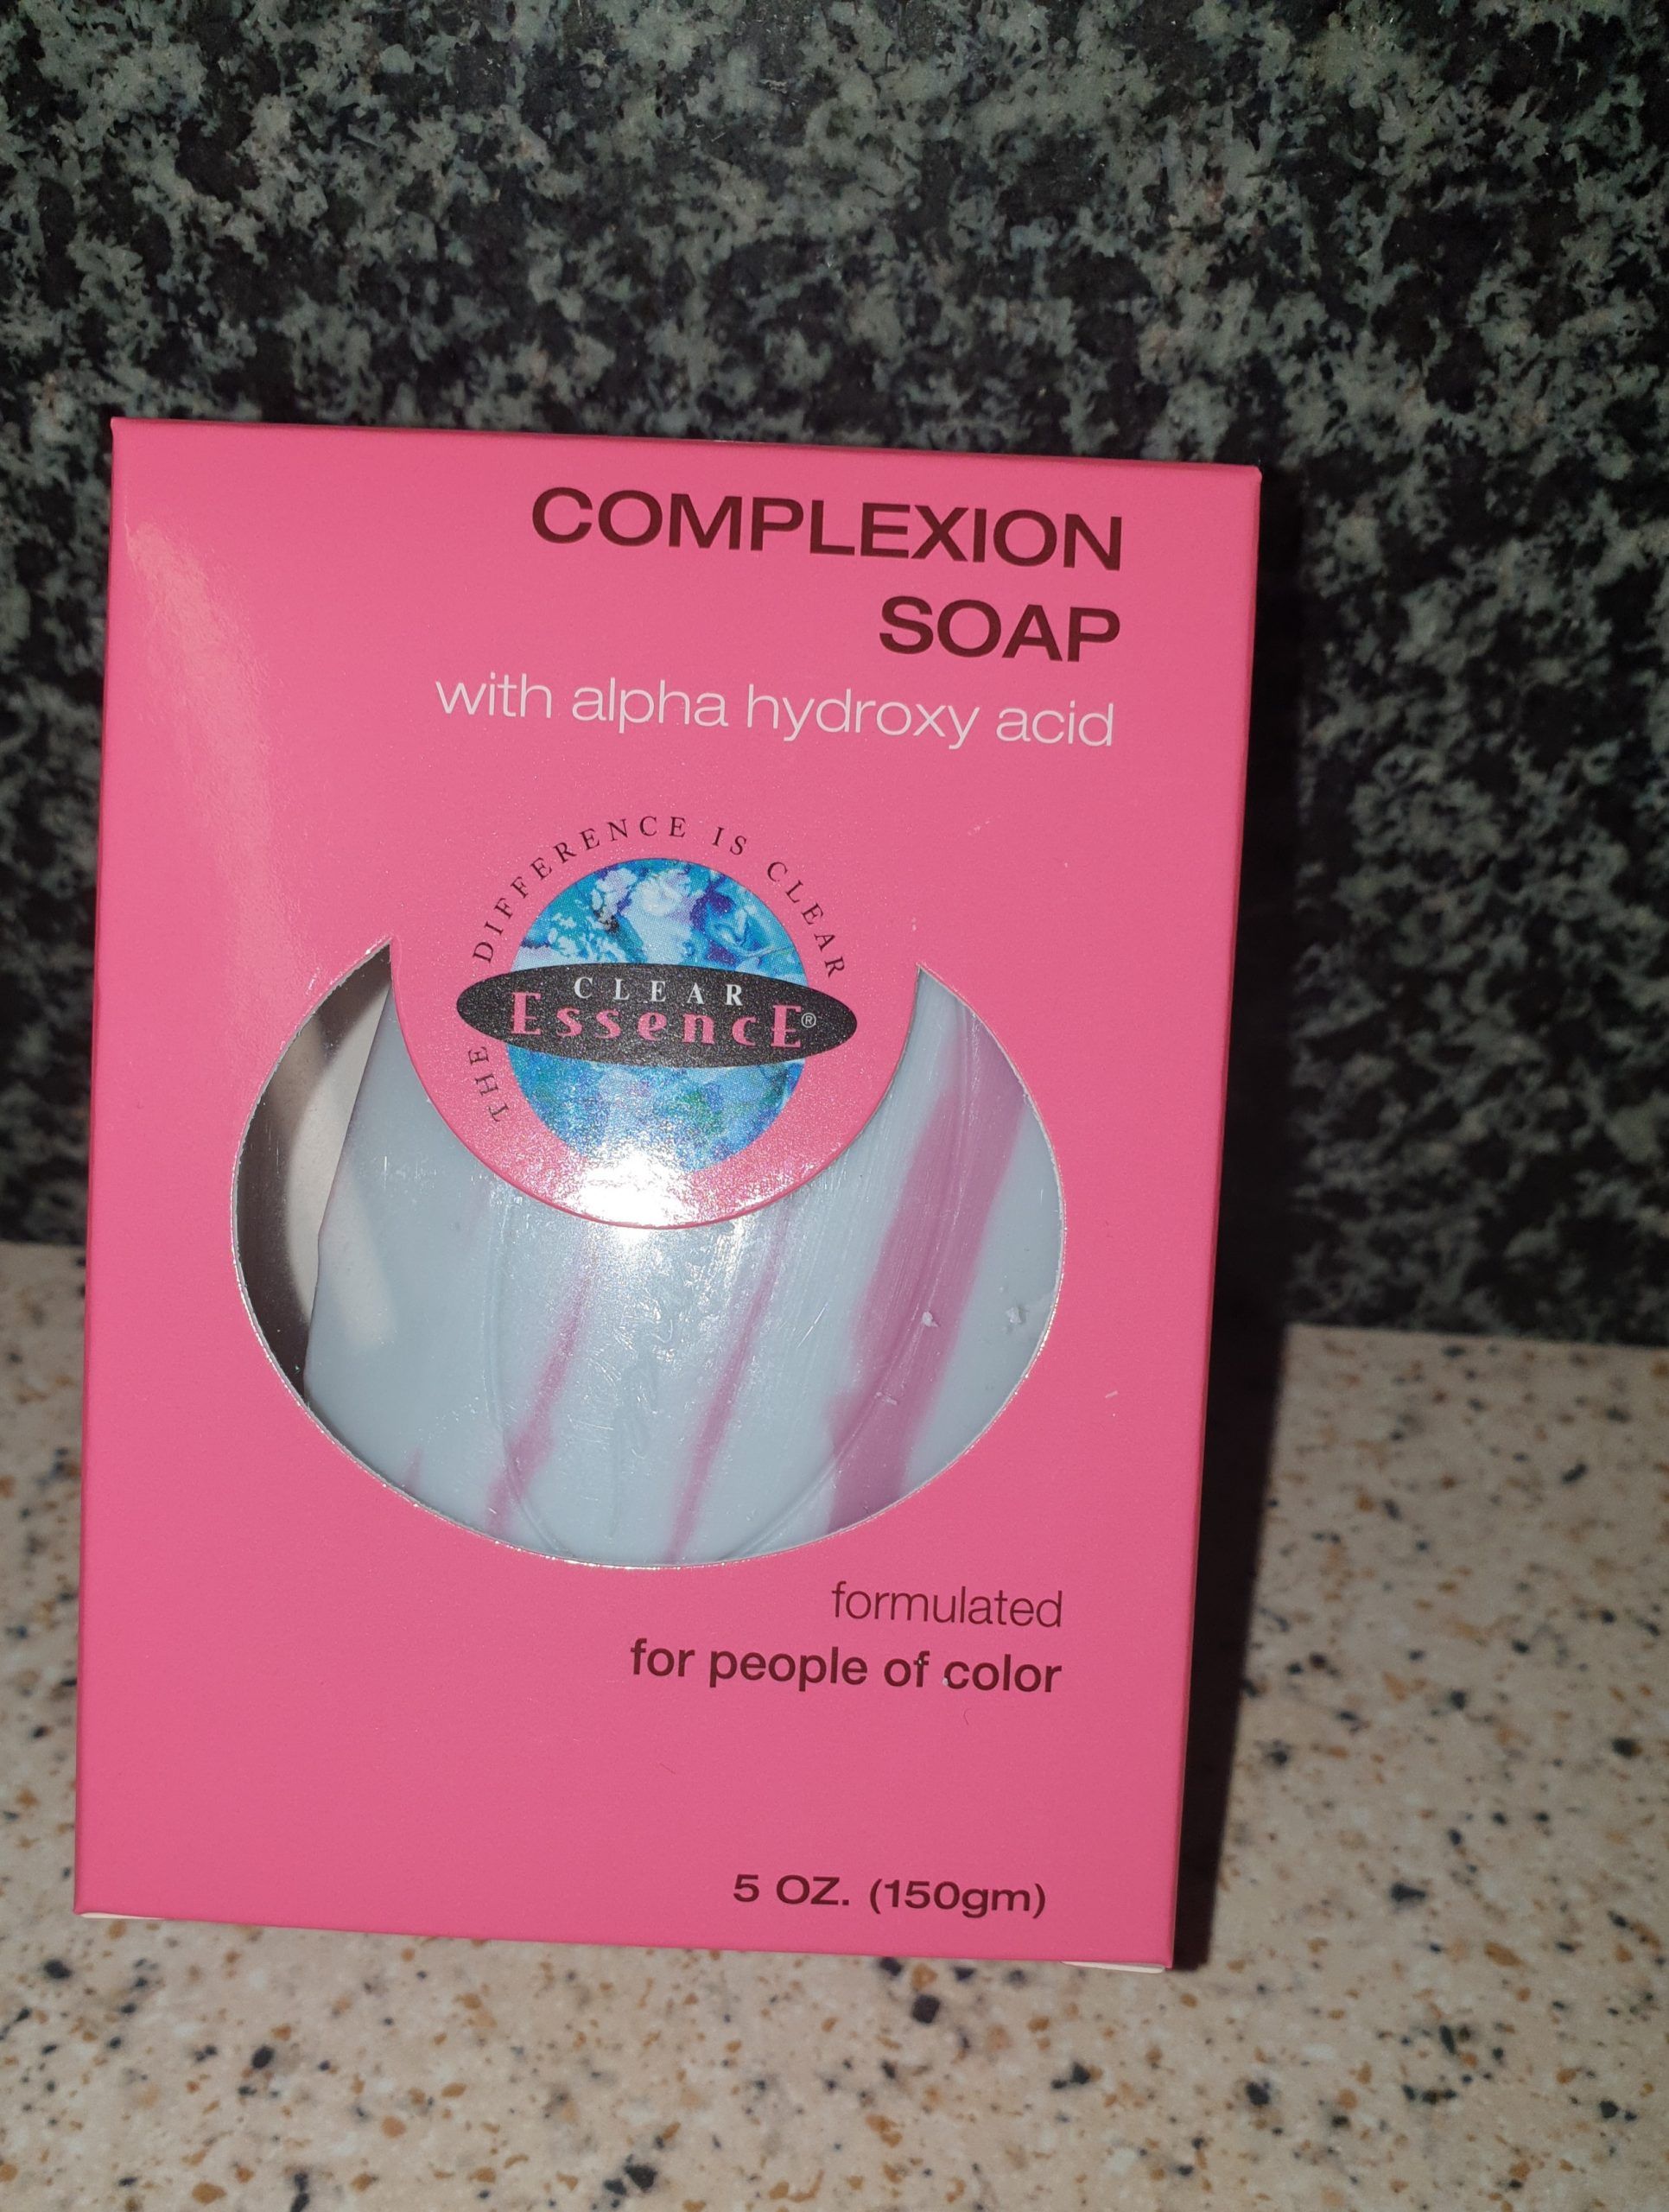 COMPLEXION
SOAP
with alpha hydroxy acid
THE DIFFERENCE IS CLEAR
CLEAR
EssencE®
formulated
for people of color
5 OZ. (150gm)